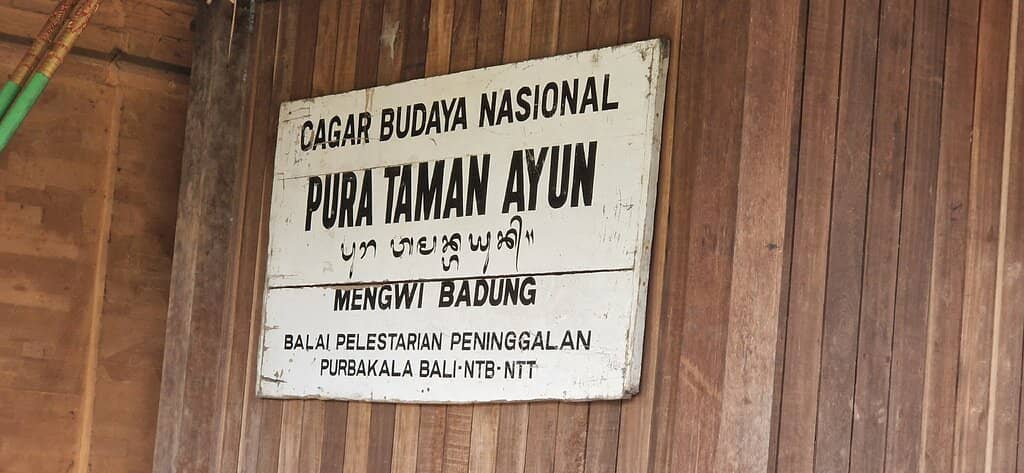 CAGAR BUDAYA NASIONAL
PURA TAMAN AYUN
MENGWI BADUNG
BALAI PELESTARIAN PENINGGALAN
PURBAKALA BALI-NTB-NTT